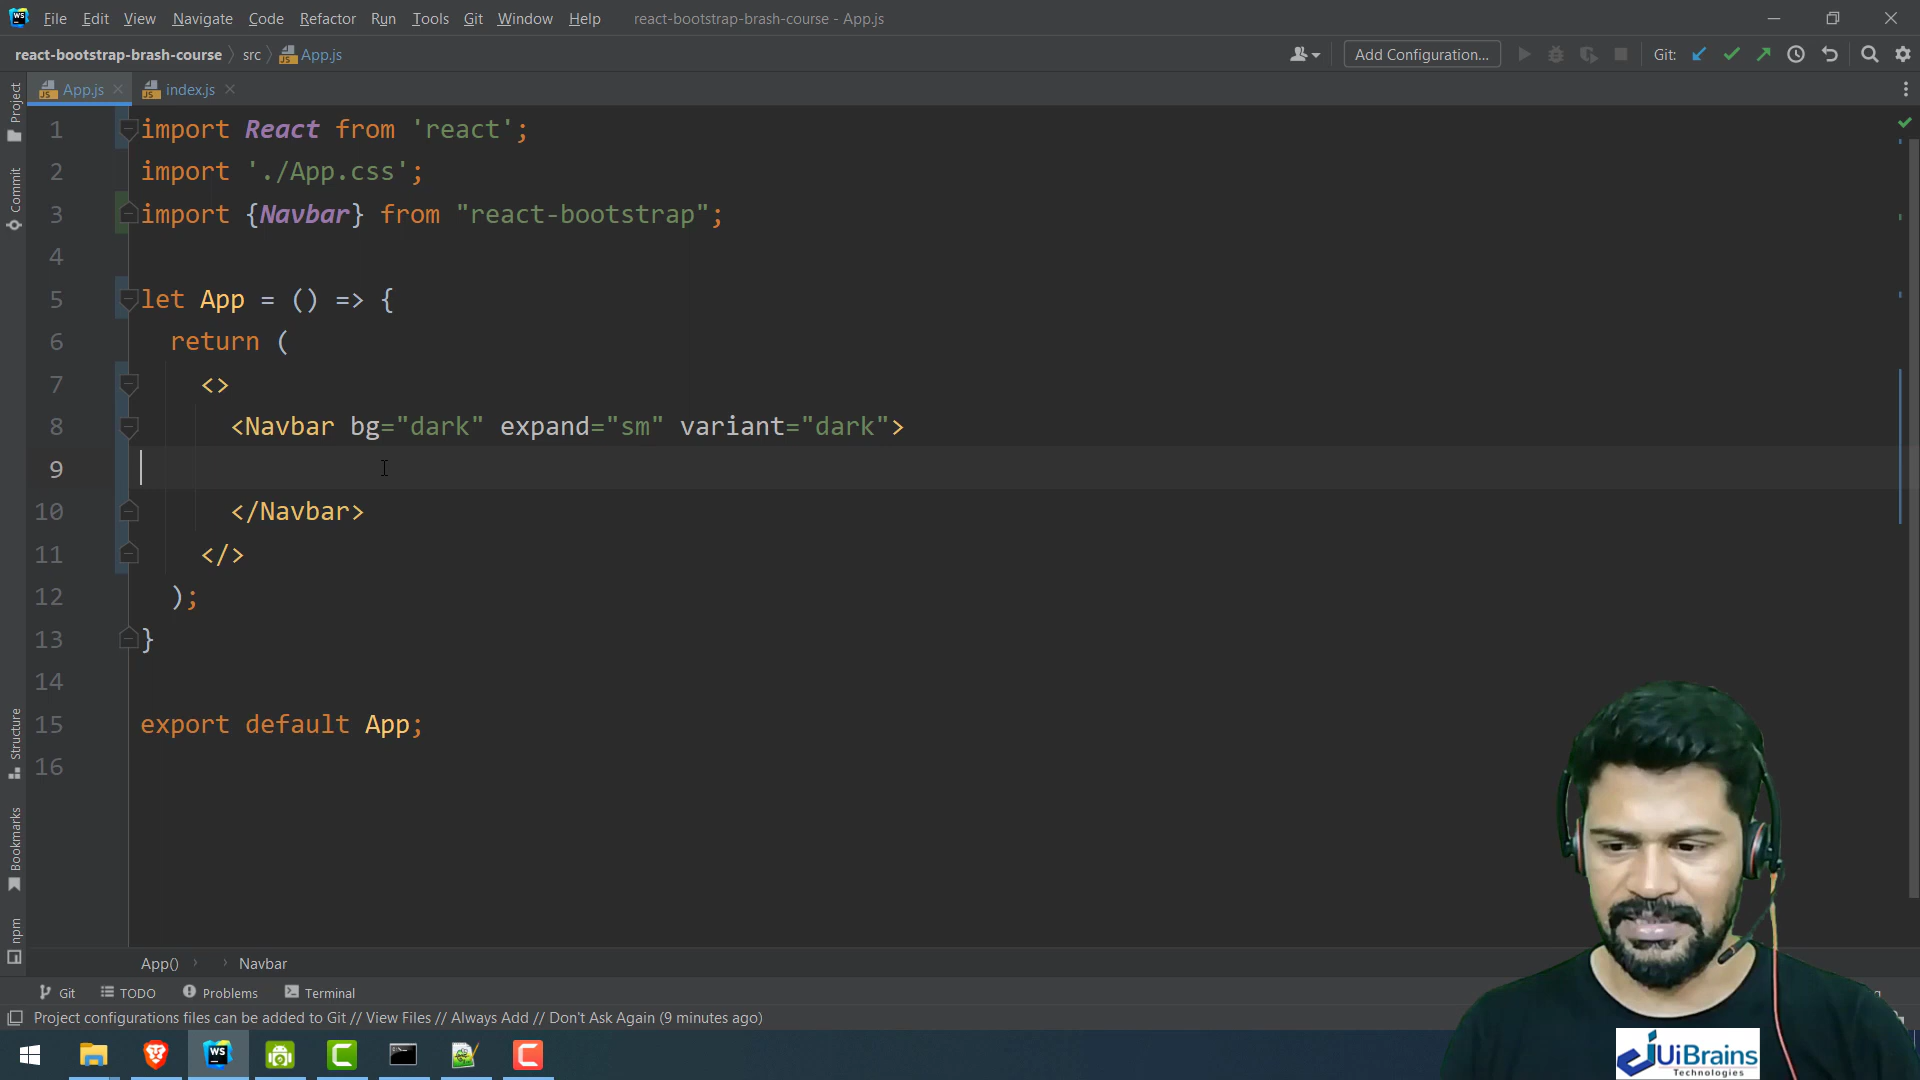 File Edit View Navigate Code Refactor Run Tools Git Window Help react-bootstrap-brash-course - App.js
react-bootstrap-brash-course src App.js Add Configuration... Git:
App.js index.js
Project
Commit
Structure
Bookmarks
npm
1 import React from 'react';
2 import './App.css';
3 import {Navbar} from "react-bootstrap";
4
5 let App = () => {
6 return (
7 <>
8 <Navbar bg="dark" expand="sm" variant="dark">
9
10 </Navbar>
11 </>
12 );
13 }
14
15 export default App;
16
App() Navbar
Git TODO Problems Terminal
Project configurations files can be added to Git // View Files // Always Add // Don't Ask Again (9 minutes ago)
WS
UiBrains
Technologies